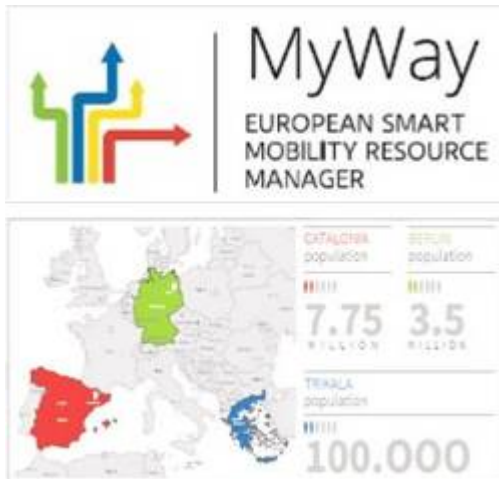 MyWay
EUROPEAN SMART
MOBILITY RESOURCE
MANAGER
CATALONIA
population
7.75
MILLION
BERLIN
population
3.5
MILLION
TRIKALA
population
100.000